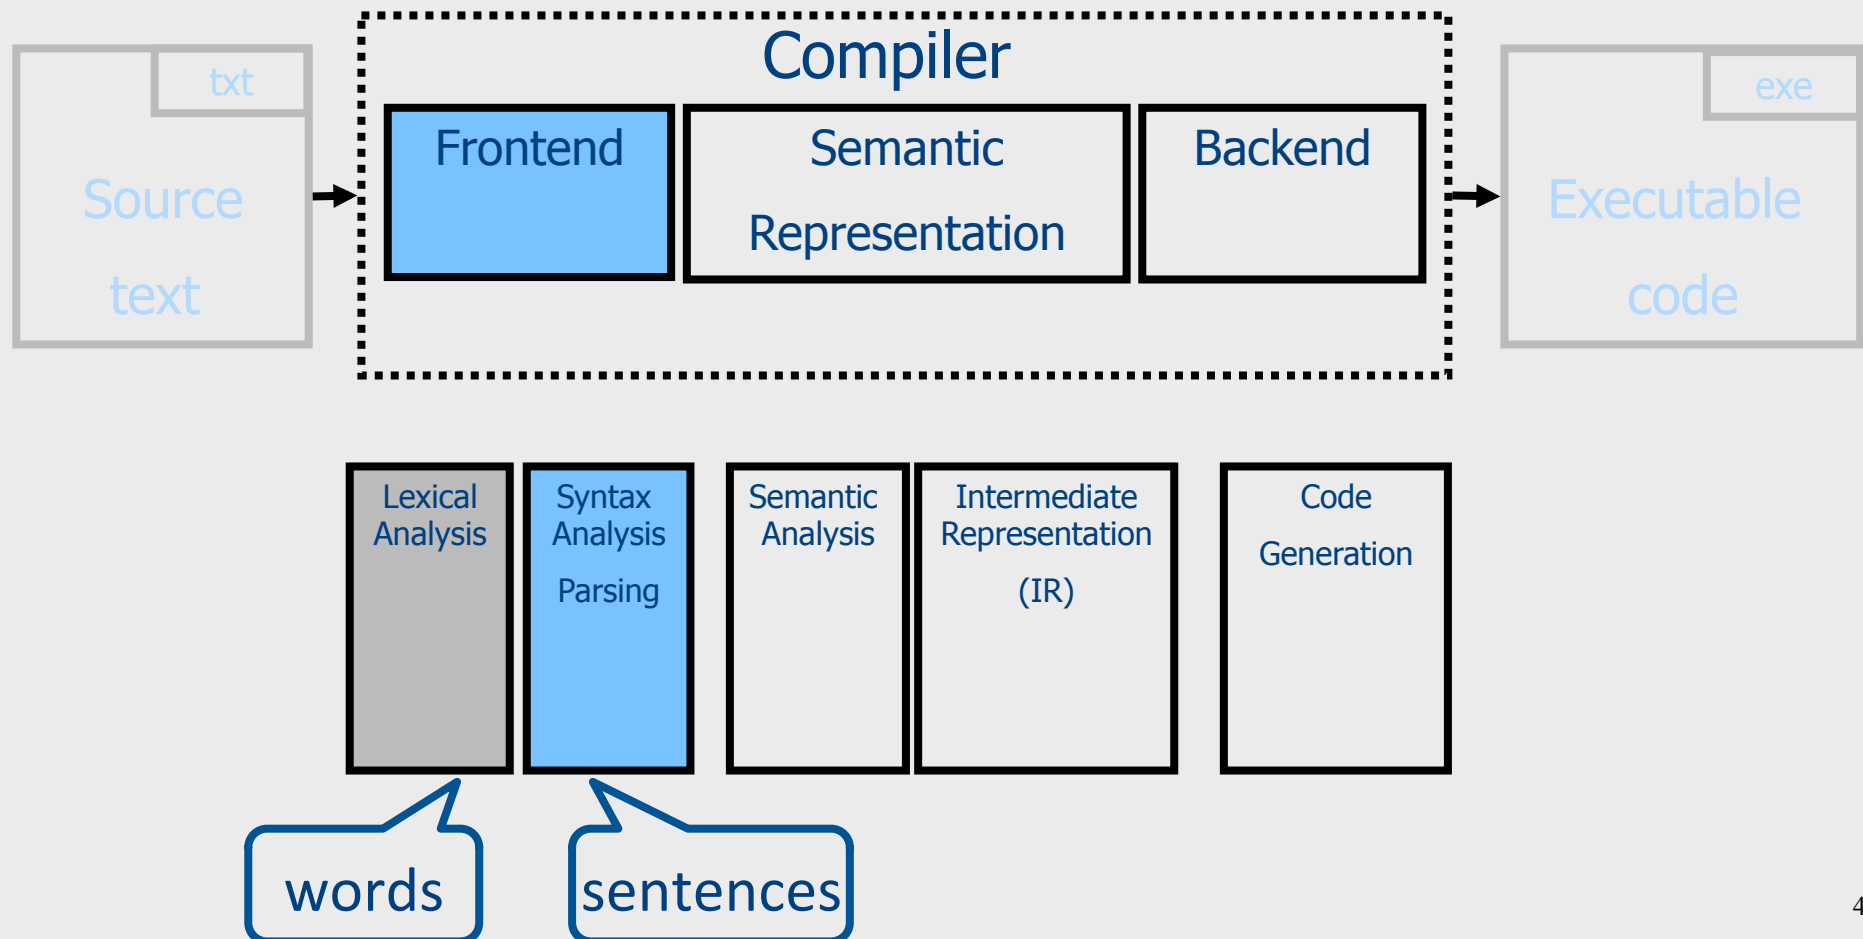 Compiler
txt
Source
text
Frontend
Semantic
Representation
Backend
exe
Executable
code
Lexical
Analysis
Syntax
Analysis
Parsing
Semantic
Analysis
Intermediate
Representation
(IR)
Code
Generation
words
sentences
4